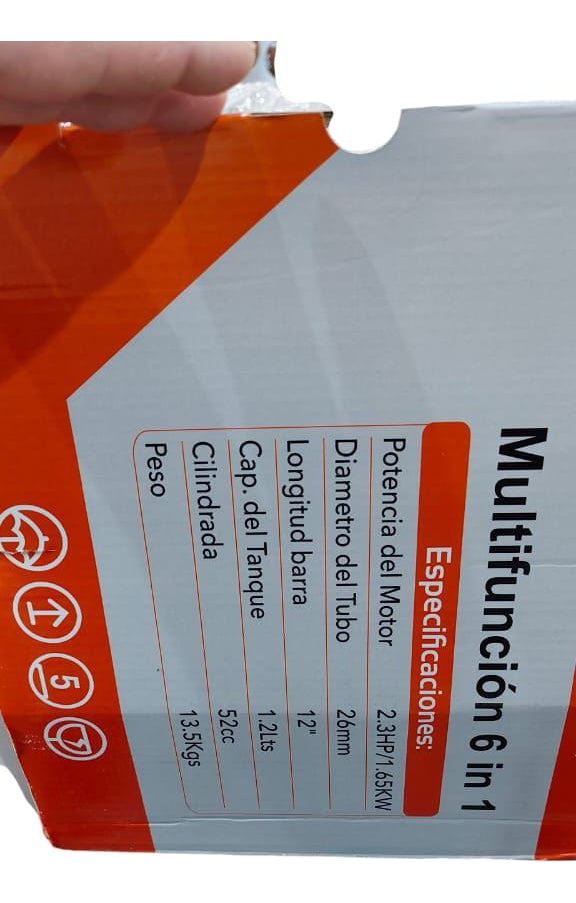 Multifunción 6 in 1
Especificaciones:
Potencia del Motor 2.3HP/1.65KW
Diametro del Tubo 26mm
Longitud barra 12"
Cap. del Tanque 1.2Lts
Cilindrada 52cc
Peso 13.5Kgs
5